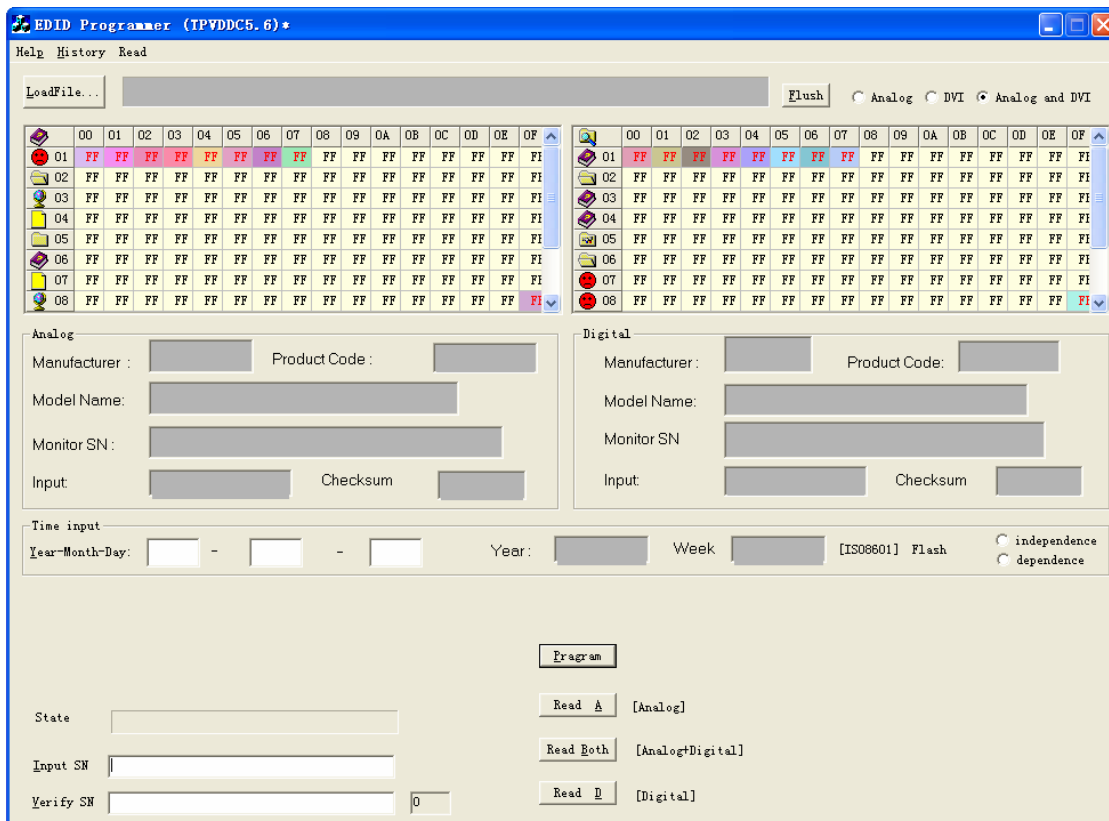 EDID Programmer (TPVDDC5.6)*
Help History Read
LoadFile... Flush Analog DVI Analog and DVI
00 01 02 03 04 05 06 07 08 09 0A 0B 0C 0D 0E 0F 00 01 02 03 04 05 06 07 08 09 0A 0B 0C 0D 0E 0F
01 FF FF FF FF FF FF FF FF FF FF FF FF FF FF FF 01 FF FF FF FF FF FF FF FF FF FF FF FF FF FF FF
02 FF FF FF FF FF FF FF FF FF FF FF FF FF FF FF 02 FF FF FF FF FF FF FF FF FF FF FF FF FF FF FF
03 FF FF FF FF FF FF FF FF FF FF FF FF FF FF FF 03 FF FF FF FF FF FF FF FF FF FF FF FF FF FF FF
04 FF FF FF FF FF FF FF FF FF FF FF FF FF FF FF 04 FF FF FF FF FF FF FF FF FF FF FF FF FF FF FF
05 FF FF FF FF FF FF FF FF FF FF FF FF FF FF FF 05 FF FF FF FF FF FF FF FF FF FF FF FF FF FF FF
06 FF FF FF FF FF FF FF FF FF FF FF FF FF FF FF 06 FF FF FF FF FF FF FF FF FF FF FF FF FF FF FF
07 FF FF FF FF FF FF FF FF FF FF FF FF FF FF FF 07 FF FF FF FF FF FF FF FF FF FF FF FF FF FF FF
08 FF FF FF FF FF FF FF FF FF FF FF FF FF FF FF 08 FF FF FF FF FF FF FF FF FF FF FF FF FF FF FF
Analog Digital
Manufacturer : Product Code : Manufacturer : Product Code:
Model Name: Model Name:
Monitor SN : Monitor SN
Input: Checksum Input: Checksum
Time input
Year-Month-Day: - - Year : Week [ISO8601] Flash independence
dependence
Pragram
Read A [Analog]
State
Read Both [Analog+Digital]
Input SN
Read D [Digital]
Verify SN 0